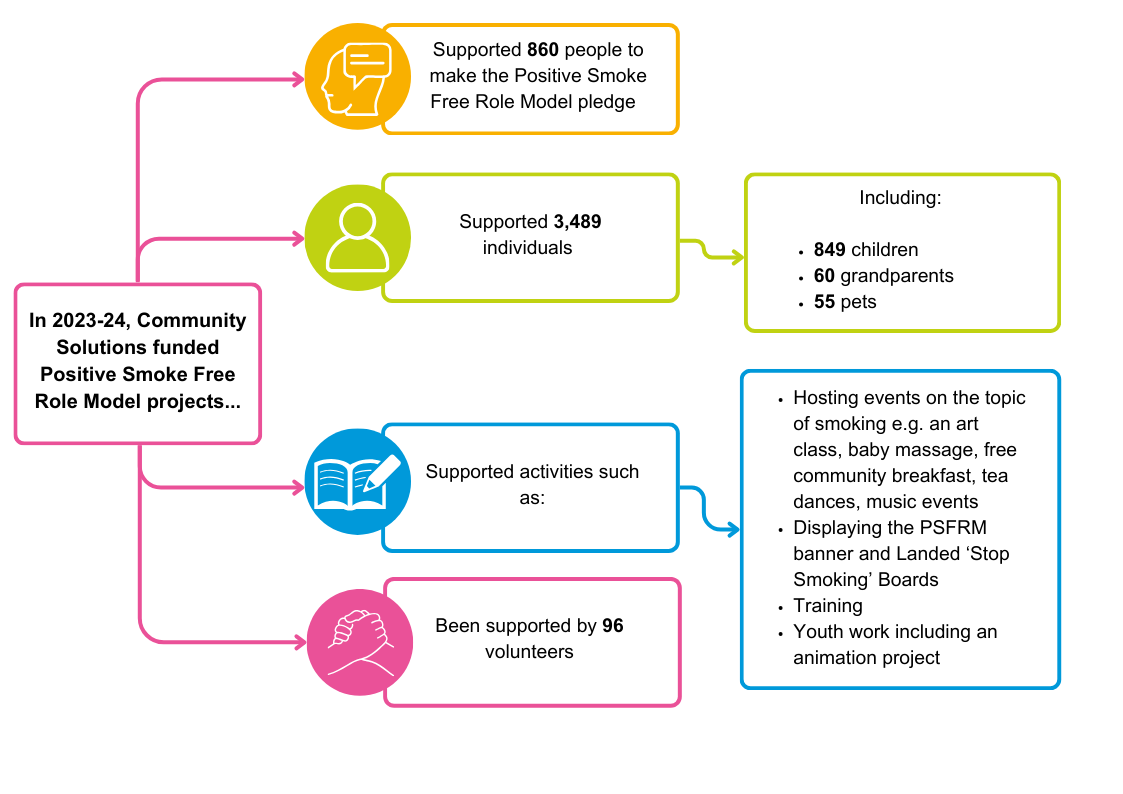 Supported 860 people to
make the Positive Smoke
Free Role Model pledge
Supported 3,489
individuals
Including:
• 849 children
• 60 grandparents
• 55 pets
In 2023-24, Community
Solutions funded
Positive Smoke Free
Role Model projects...
Supported activities such
as:
• Hosting events on the topic
of smoking e.g. an art
class, baby massage, free
community breakfast, tea
dances, music events
• Displaying the PSFRM
banner and Landed ‘Stop
Smoking’ Boards
• Training
• Youth work including an
animation project
Been supported by 96
volunteers